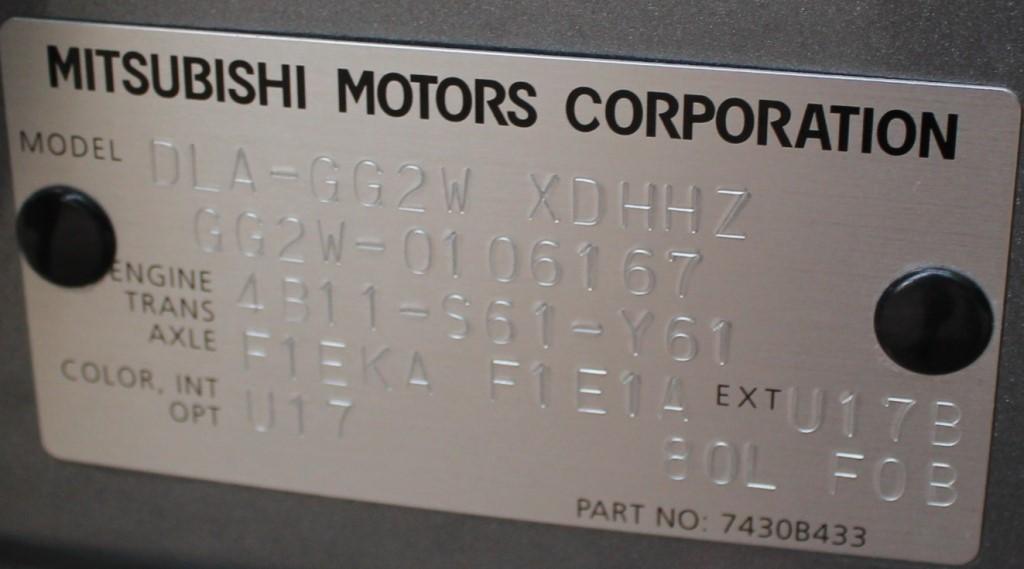 MITSUBISHI MOTORS CORPORATION
MODEL DLA-GG2W XDHHZ
GG2W-0106167
ENGINE 4B11-S61-Y61
TRANS
AXLE F1EKA F1E1A EXT U17B
COLOR, INT U17
OPT 80L F0B
PART NO: 7430B433